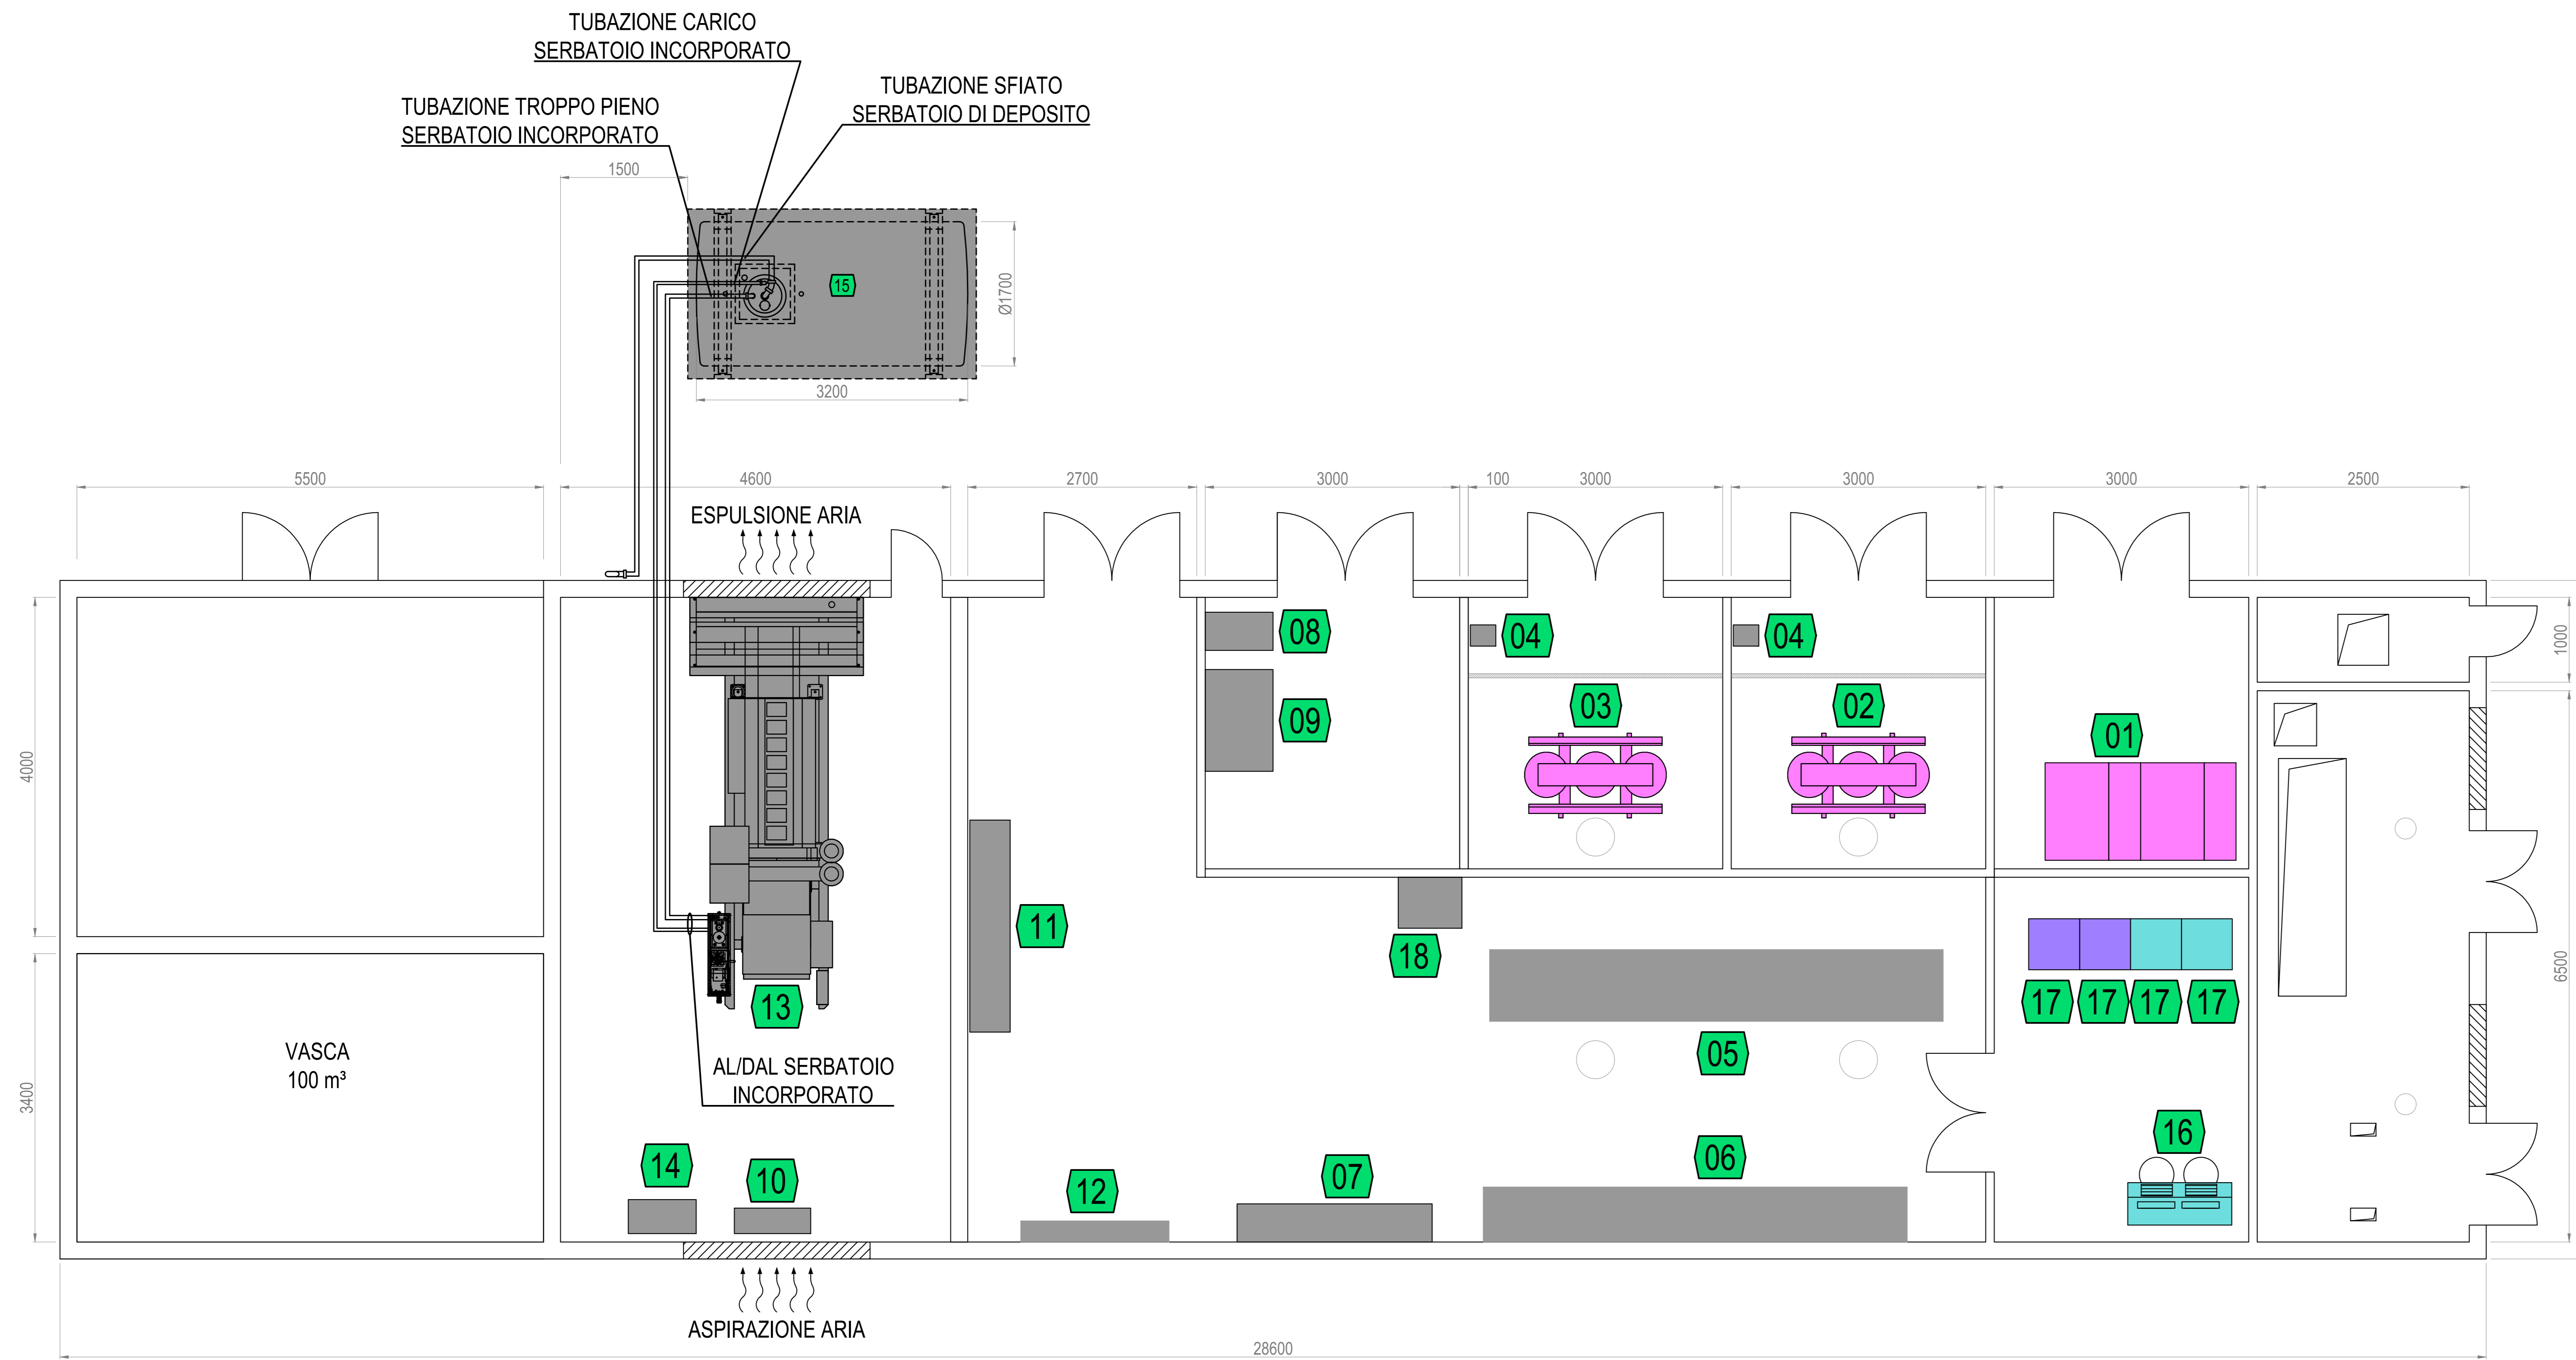 TUBAZIONE CARICO
SERBATOIO INCORPORATO
TUBAZIONE SFIATO
SERBATOIO DI DEPOSITO
TUBAZIONE TROPPO PIENO
SERBATOIO INCORPORATO
1500
15
Ø1700
3200
5500
4600
2700
3000
100
3000
3000
3000
2500
ESPULSIONE ARIA
08
04
04
1000
03
02
09
01
4000
11
18
17
17
17
17
6500
13
05
VASCA
100 m³
AL/DAL SERBATOIO
INCORPORATO
3400
16
14
10
12
07
06
ASPIRAZIONE ARIA
28600